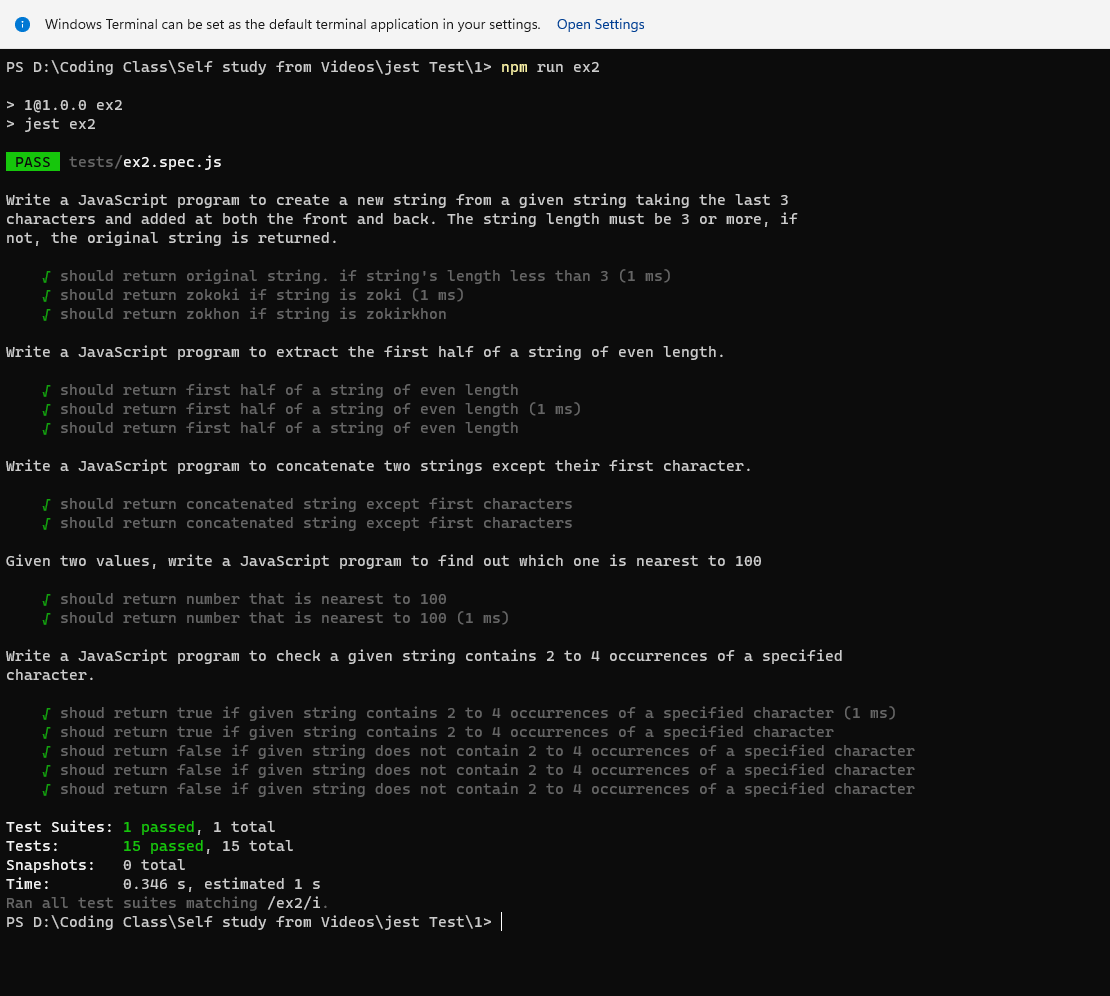 Windows Terminal can be set as the default terminal application in your settings. Open Settings
PS D:\Coding Class\Self study from Videos\jest Test\1> npm run ex2
> 1@1.0.0 ex2
> jest ex2
PASS tests/ex2.spec.js
Write a JavaScript program to create a new string from a given string taking the last 3
characters and added at both the front and back. The string length must be 3 or more, if
not, the original string is returned.
√ should return original string. if string's length less than 3 (1 ms)
√ should return zokoki if string is zoki (1 ms)
√ should return zokhon if string is zokirkhon
Write a JavaScript program to extract the first half of a string of even length.
√ should return first half of a string of even length
√ should return first half of a string of even length (1 ms)
√ should return first half of a string of even length
Write a JavaScript program to concatenate two strings except their first character.
√ should return concatenated string except first characters
√ should return concatenated string except first characters
Given two values, write a JavaScript program to find out which one is nearest to 100
√ should return number that is nearest to 100
√ should return number that is nearest to 100 (1 ms)
Write a JavaScript program to check a given string contains 2 to 4 occurrences of a specified
character.
√ shoud return true if given string contains 2 to 4 occurrences of a specified character (1 ms)
√ shoud return true if given string contains 2 to 4 occurrences of a specified character
√ shoud return false if given string does not contain 2 to 4 occurrences of a specified character
√ shoud return false if given string does not contain 2 to 4 occurrences of a specified character
√ shoud return false if given string does not contain 2 to 4 occurrences of a specified character
Test Suites: 1 passed, 1 total
Tests: 15 passed, 15 total
Snapshots: 0 total
Time: 0.346 s, estimated 1 s
Ran all test suites matching /ex2/i.
PS D:\Coding Class\Self study from Videos\jest Test\1>